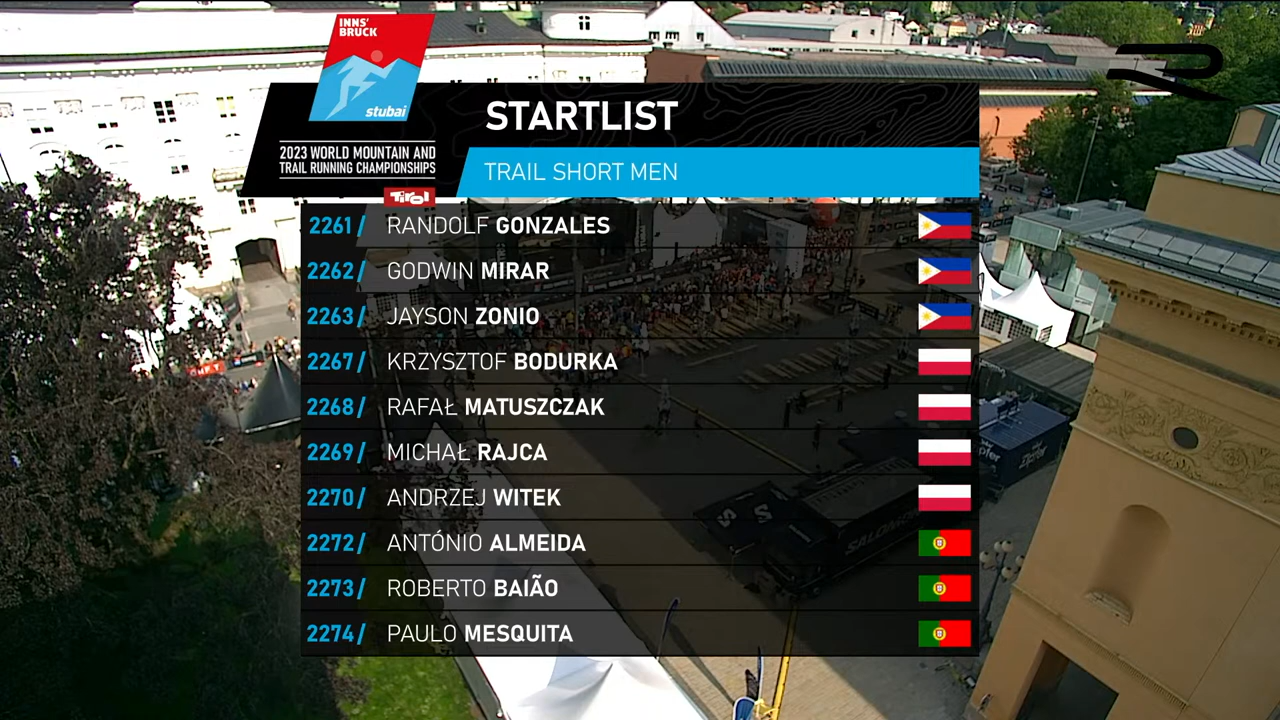 INNS'
BRUCK
stubai
2023 WORLD MOUNTAIN AND
TRAIL RUNNING CHAMPIONSHIPS
Tirol
STARTLIST
TRAIL SHORT MEN
2261/ RANDOLF GONZALES
2262/ GODWIN MIRAR
2263/ JAYSON ZONIO
2267/ KRZYSZTOF BODURKA
2268/ RAFAŁ MATUSZCZAK
2269/ MICHAŁ RAJCA
2270/ ANDRZEJ WITEK
2272/ ANTÓNIO ALMEIDA
2273/ ROBERTO BAIÃO
2274/ PAULO MESQUITA
SALOMON
Zipfer